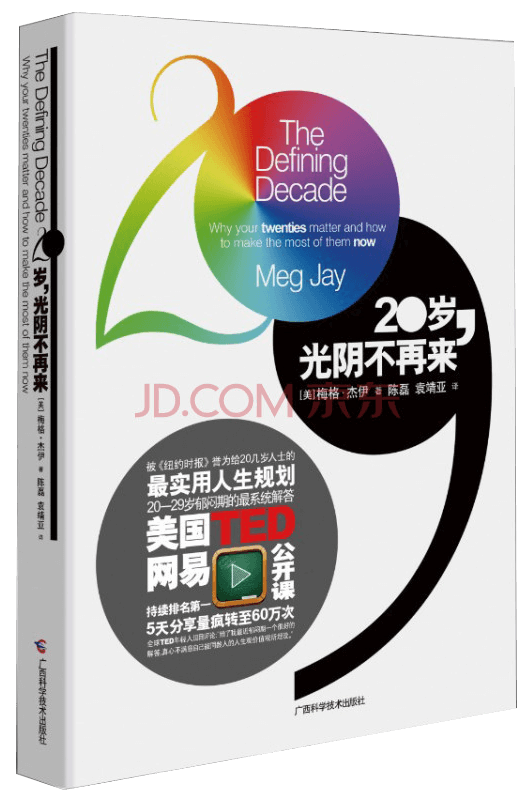 The Defining Decade
Why your twenties matter and how to make the most of them now
20岁,光阴不再来
[美] 梅格·杰伊 著 陈磊 袁靖亚 译
广西科学技术出版社
20
The
Defining
Decade
Why your twenties matter and how
to make the most of them now
Meg Jay
20岁,
光阴不再来
[美]梅格·杰伊 著 陈磊 袁靖亚 译
JD.COM 京东
被《纽约时报》誉为给20几岁人士的
最实用人生规划
20—29岁郁闷期的最系统解答
美国TED
网易
公开课
持续排名第一
5天分享量疯转至60万次
广西科学技术出版社